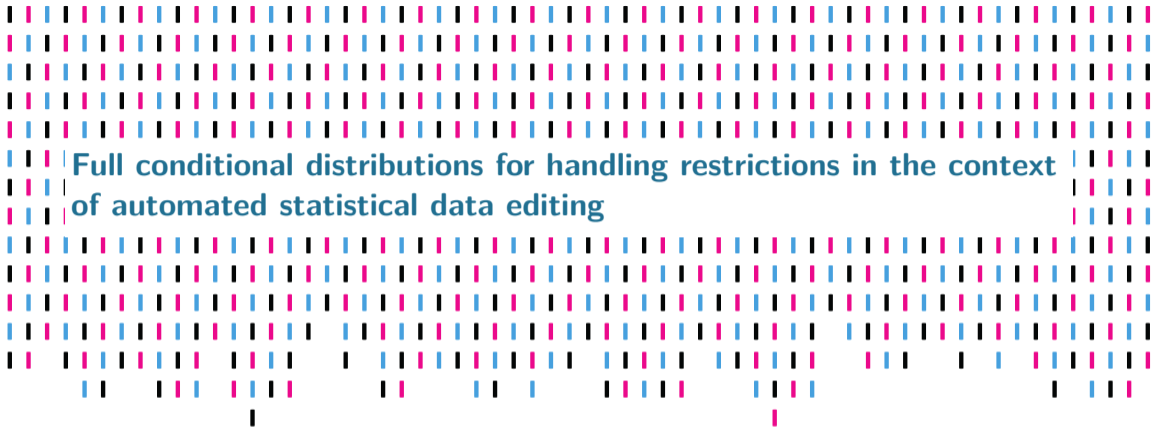 Full conditional distributions for handling restrictions in the context
of automated statistical data editing